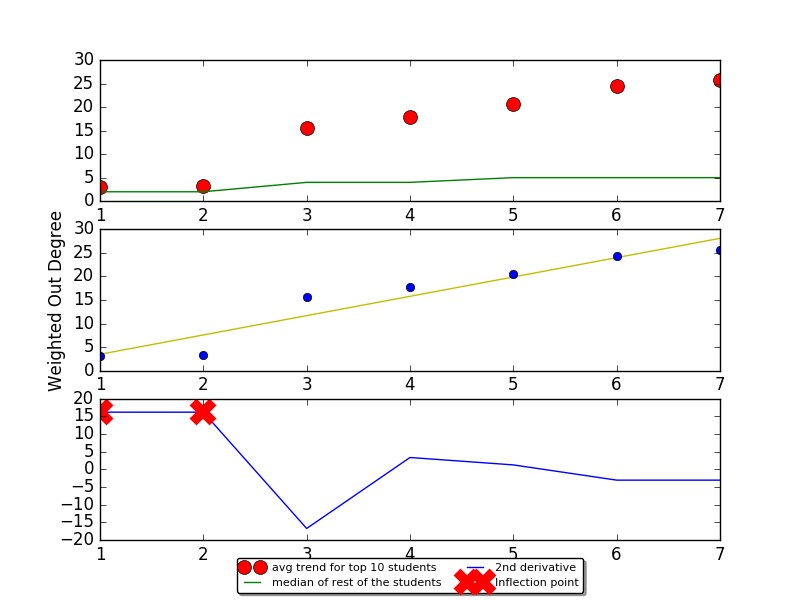 30
25
20
15
10
5
0
1 2 3 4 5 6 7
Weighted Out Degree
30
25
20
15
10
5
0
1 2 3 4 5 6 7
20
15
10
5
0
−5
−10
−15
−20
1 2 3 4 5 6 7
avg trend for top 10 students
median of rest of the students
2nd derivative
Inflection point